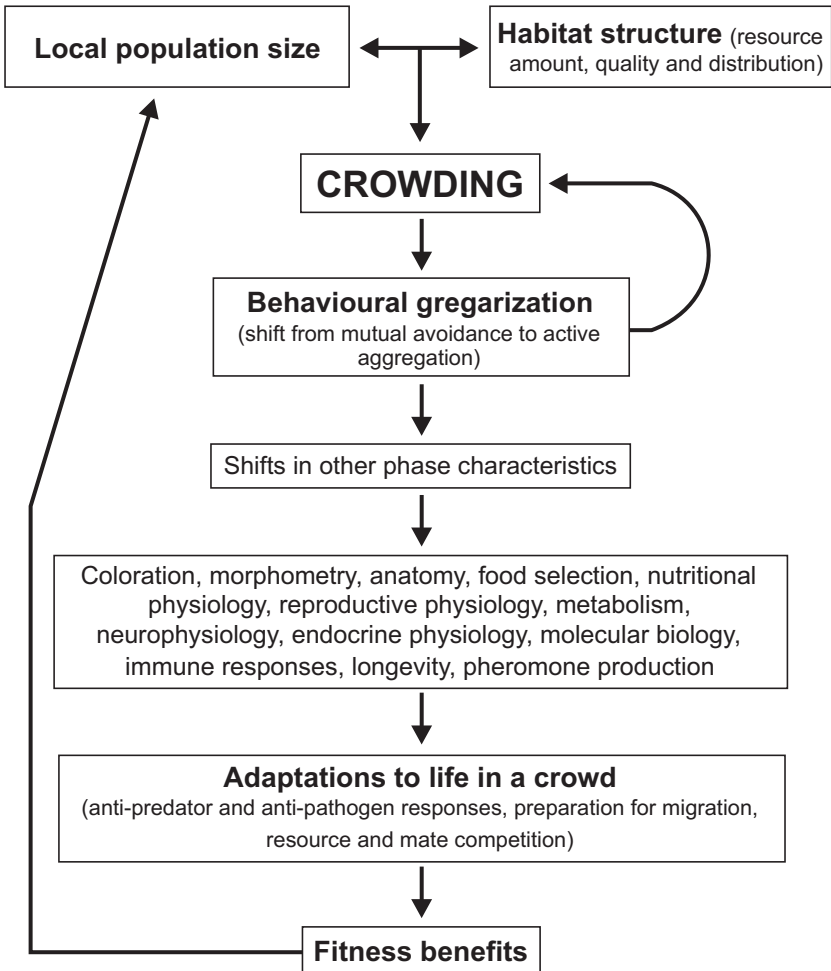 Local population size
Habitat structure (resource
amount, quality and distribution)
CROWDING
Behavioural gregarization
(shift from mutual avoidance to active
aggregation)
Shifts in other phase characteristics
Coloration, morphometry, anatomy, food selection, nutritional
physiology, reproductive physiology, metabolism,
neurophysiology, endocrine physiology, molecular biology,
immune responses, longevity, pheromone production
Adaptations to life in a crowd
(anti-predator and anti-pathogen responses, preparation for migration,
resource and mate competition)
Fitness benefits